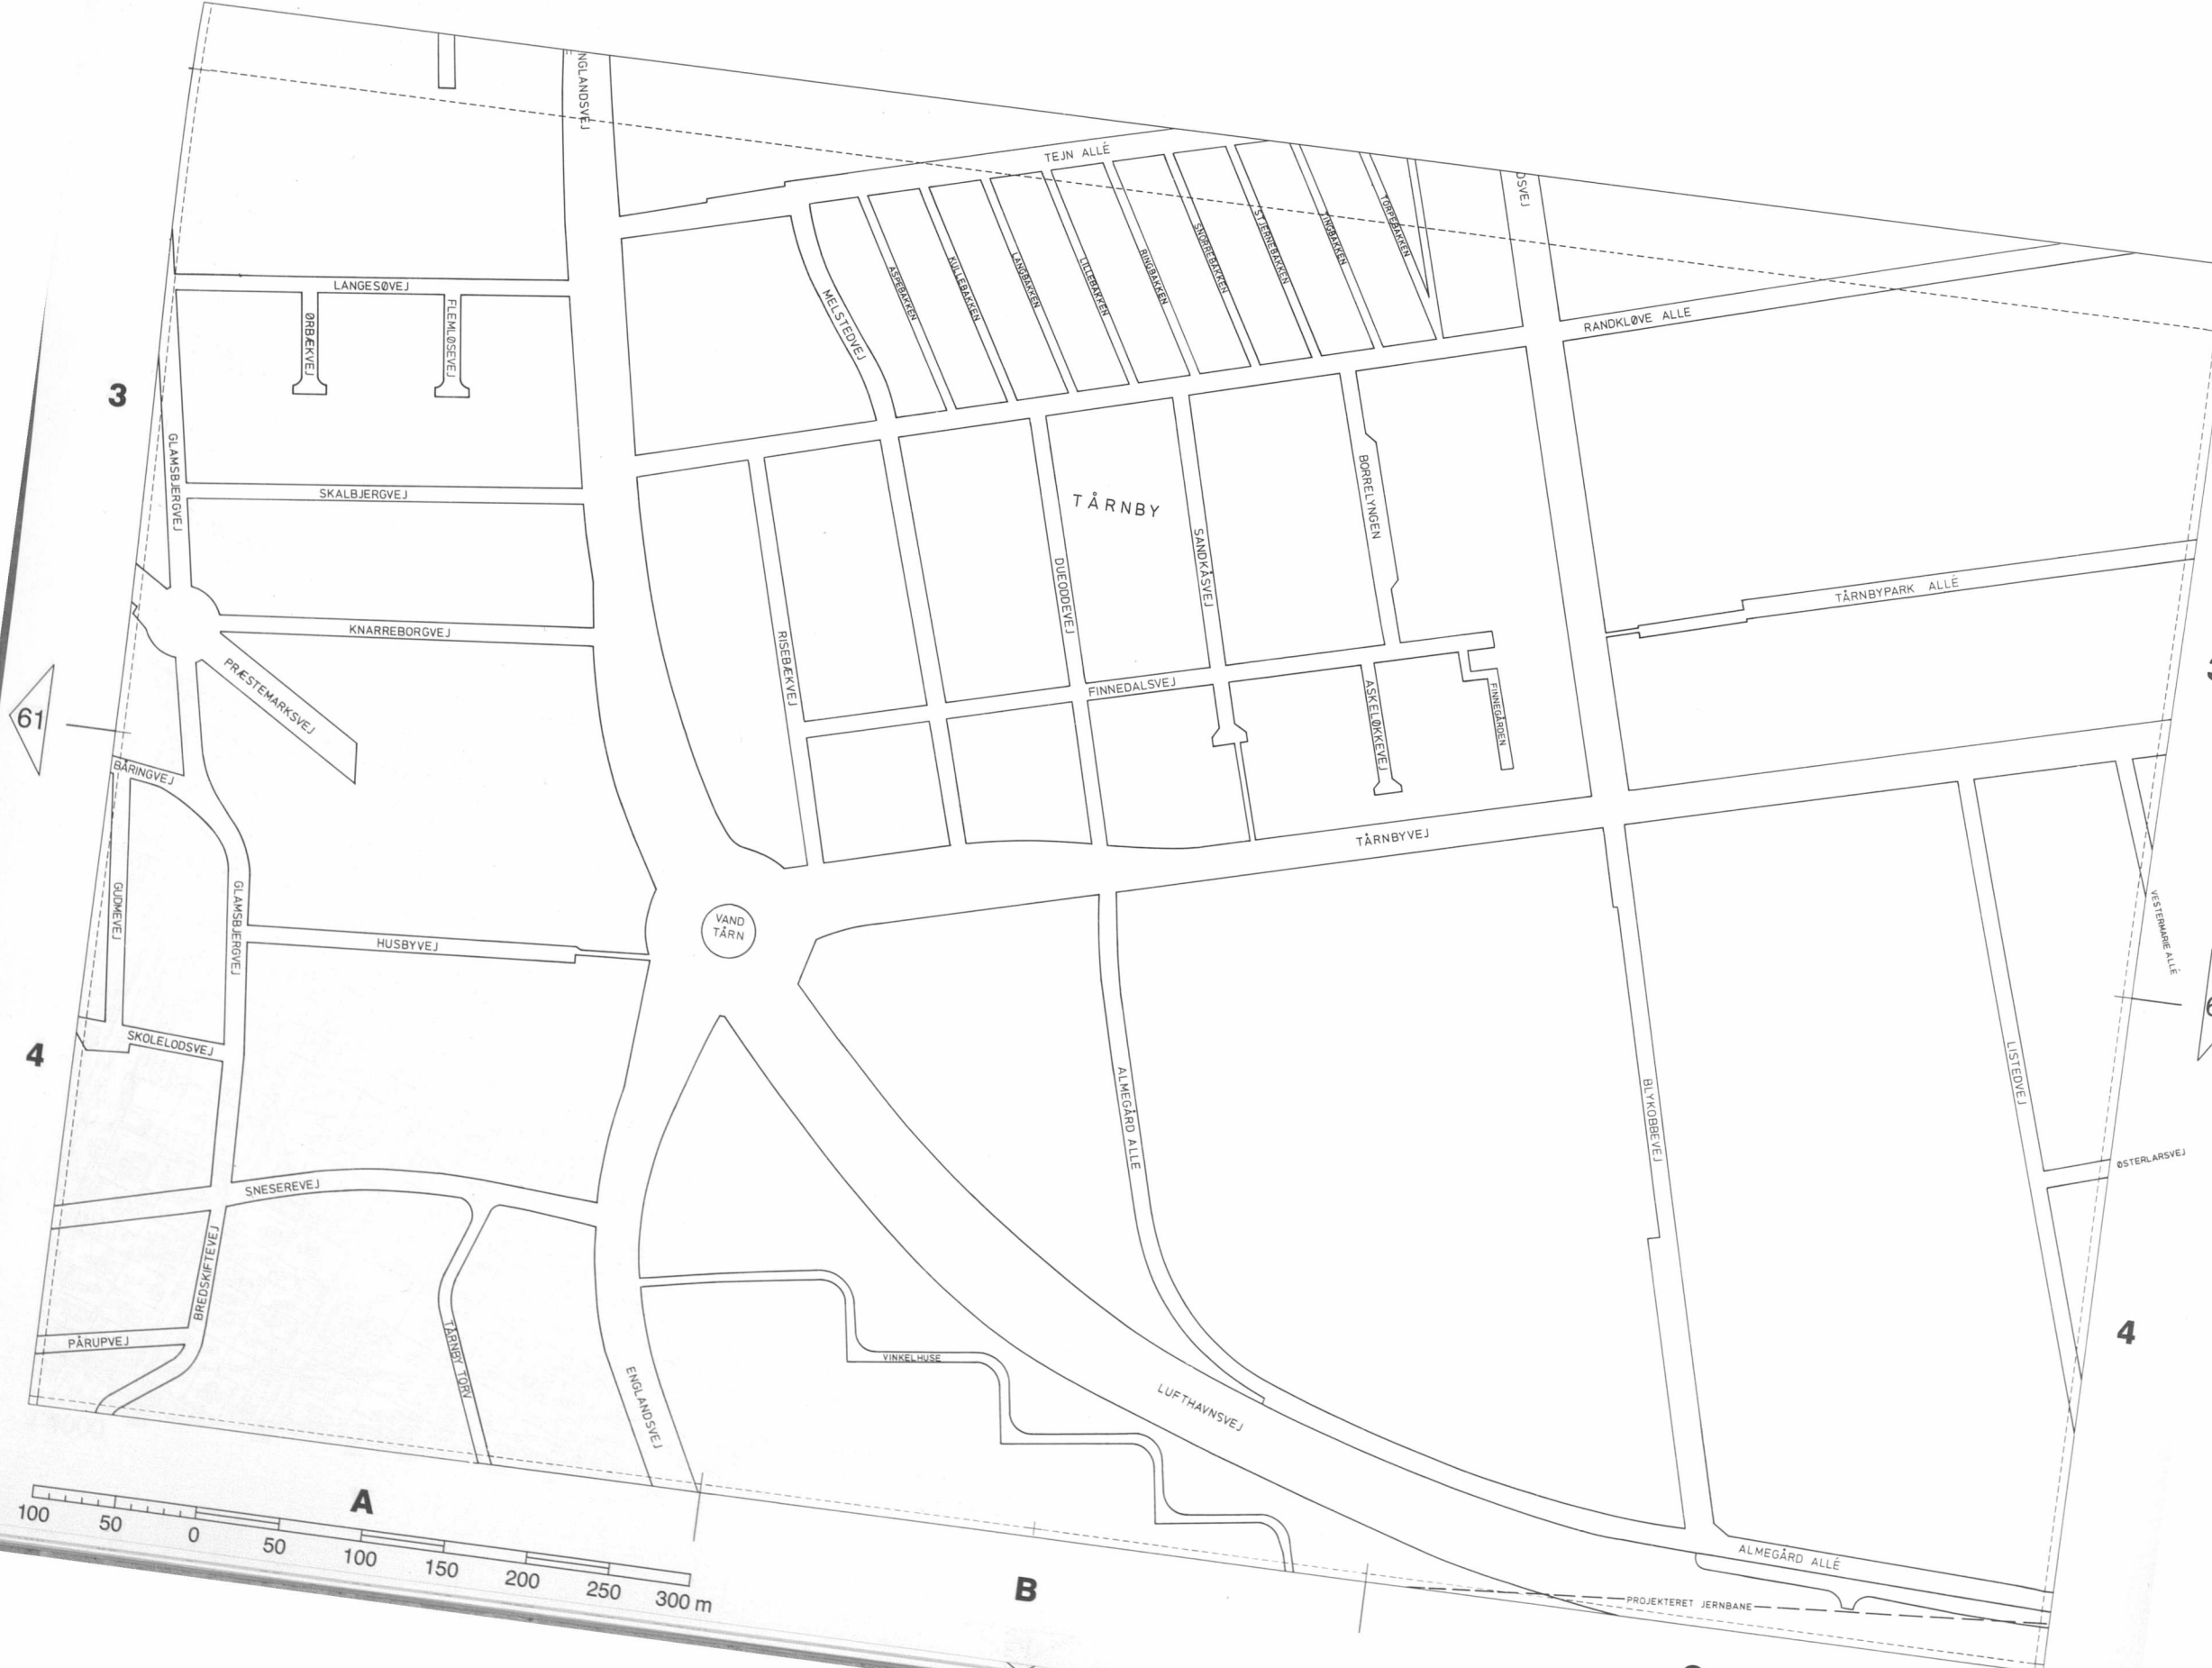 NGLANDSVEJ
TEJN ALLÉ
DSVEJ
TORPEBAKKEN
TINGBAKKEN
STJERNEBAKKEN
SNORREBAKKEN
RINGBAKKEN
LILLEBAKKEN
LANGBAKKEN
KULLEBAKKEN
ASPEBAKKEN
MELSTEDVEJ
LANGESØVEJ
ØRBÆKVEJ
FLEMLØSEVEJ
RANDKLØVE ALLE
3
GLAMSBJERGVEJ
SKALBJERGVEJ
TÅRNBY
BORRELYNGEN
SANDKÅSVEJ
DUEODDEVEJ
TÅRNBYPARK ALLÉ
KNARREBORGVEJ
RISEBÆKVEJ
PRÆSTEMARKSVEJ
FINNEDALSVEJ
ASKELØKKEVEJ
FINNEGÅRDEN
61
BÅRINGVEJ
TÅRNBYVEJ
GUDMEVEJ
GLAMSBJERGVEJ
VAND
TÅRN
HUSBYVEJ
VESTERMARIE ALLÉ
SKOLELODSVEJ
4
ALMEGÅRD ALLE
BLYKOBBEVEJ
LISTEDVEJ
ØSTERLARSVEJ
SNESEREVEJ
BREDSKIFTEVEJ
PÅRUPVEJ
TÅRNBY TORV
ENGLANDSVEJ
VINKELHUSE
LUFTHAVNSVEJ
4
ALMEGÅRD ALLÉ
PROJEKTERET JERNBANE
A
B
100 50 0 50 100 150 200 250 300 m